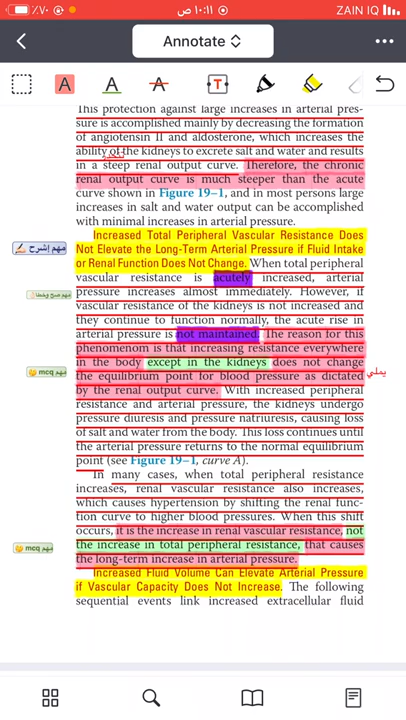 ٪٧٠ ١٠:١١ ص ZAIN IQ
Annotate
This protection against large increases in arterial pres-
sure is accomplished mainly by decreasing the formation
of angiotensin II and aldosterone, which increases the
ability of the kidneys to excrete salt and water and results
in a steep renal output curve. Therefore, the chronic
renal output curve is much steeper than the acute
curve shown in Figure 19–1, and in most persons large
increases in salt and water output can be accomplished
with minimal increases in arterial pressure.
Increased Total Peripheral Vascular Resistance Does
مهم إشرح
Not Elevate the Long-Term Arterial Pressure if Fluid Intake
or Renal Function Does Not Change. When total peripheral
vascular resistance is acutely increased, arterial
مهم صح وخطا
pressure increases almost immediately. However, if
vascular resistance of the kidneys is not increased and
they continue to function normally, the acute rise in
arterial pressure is not maintained. The reason for this
phenomenon is that increasing resistance everywhere
in the body except in the kidneys does not change
مهم mcq
the equilibrium point for blood pressure as dictated يملي
by the renal output curve. With increased peripheral
resistance and arterial pressure, the kidneys undergo
pressure diuresis and pressure natriuresis, causing loss
of salt and water from the body. This loss continues until
the arterial pressure returns to the normal equilibrium
point (see Figure 19–1, curve A).
In many cases, when total peripheral resistance
increases, renal vascular resistance also increases,
which causes hypertension by shifting the renal func-
tion curve to higher blood pressures. When this shift
occurs, it is the increase in renal vascular resistance, not
مهم mcq
the increase in total peripheral resistance, that causes
the long-term increase in arterial pressure.
Increased Fluid Volume Can Elevate Arterial Pressure
if Vascular Capacity Does Not Increase. The following
sequential events link increased extracellular fluid